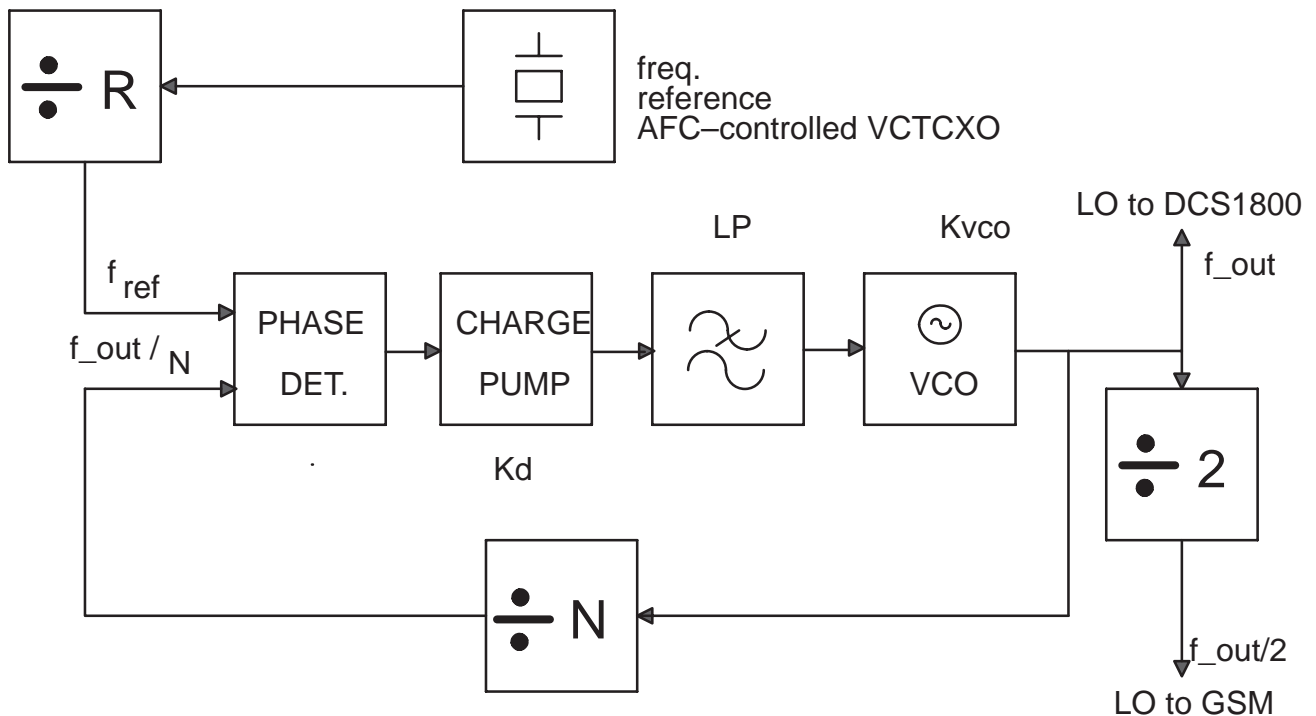 ÷ R
freq.
reference
AFC–controlled VCTCXO
LO to DCS1800
LP
Kvco
f_out
f ref
PHASE
DET.
CHARGE
PUMP
VCO
f_out / N
÷ 2
Kd
÷ N
f_out/2
LO to GSM